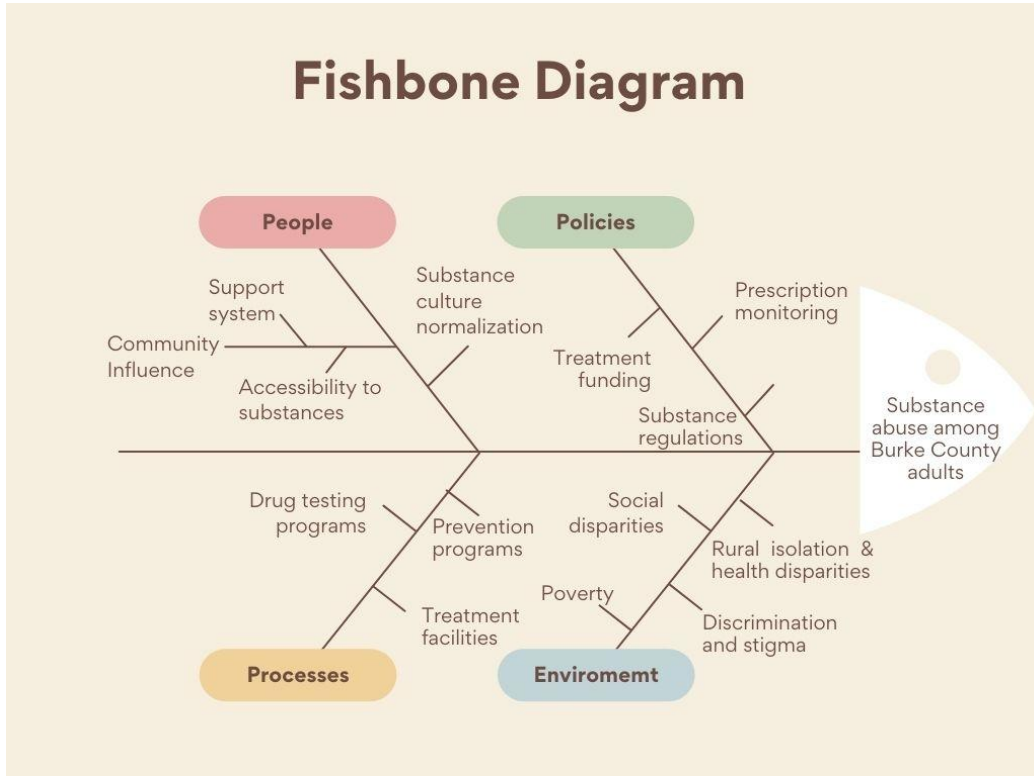 Fishbone Diagram
People
Policies
Support
system
Community
Influence
Accessibility to
substances
Substance
culture
normalization
Treatment
funding
Prescription
monitoring
Substance
regulations
Substance
abuse among
Burke County
adults
Drug testing
programs
Prevention
programs
Treatment
facilities
Social
disparities
Rural isolation &
health disparities
Poverty
Discrimination
and stigma
Processes
Enviromemt